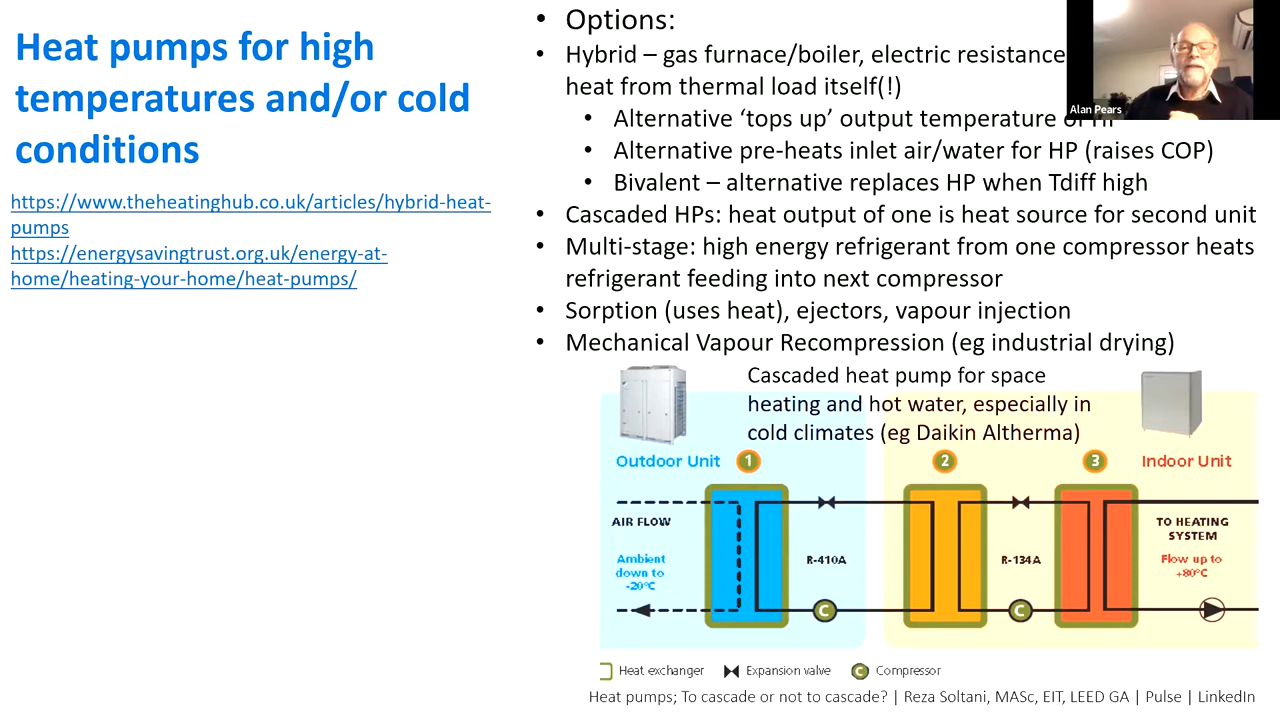 Heat pumps for high
temperatures and/or cold
conditions
https://www.theheatinghub.co.uk/articles/hybrid-heat-
pumps
https://energysavingtrust.org.uk/energy-at-
home/heating-your-home/heat-pumps/
• Options:
• Hybrid – gas furnace/boiler, electric resistance
heat from thermal load itself(!)
• Alternative ‘tops up’ output temperature of
• Alternative pre-heats inlet air/water for HP (raises COP)
• Bivalent – alternative replaces HP when Tdiff high
• Cascaded HPs: heat output of one is heat source for second unit
• Multi-stage: high energy refrigerant from one compressor heats
refrigerant feeding into next compressor
• Sorption (uses heat), ejectors, vapour injection
• Mechanical Vapour Recompression (eg industrial drying)
Alan Pears
Cascaded heat pump for space
heating and hot water, especially in
cold climates (eg Daikin Altherma)
Outdoor Unit 1 2 3 Indoor Unit
AIR FLOW
Ambient
down to
-20°C
R-410A
R-134A
TO HEATING
SYSTEM
Flow up to
+80°C
C C
Heat exchanger Expansion valve C Compressor
Heat pumps; To cascade or not to cascade? | Reza Soltani, MASc, EIT, LEED GA | Pulse | LinkedIn